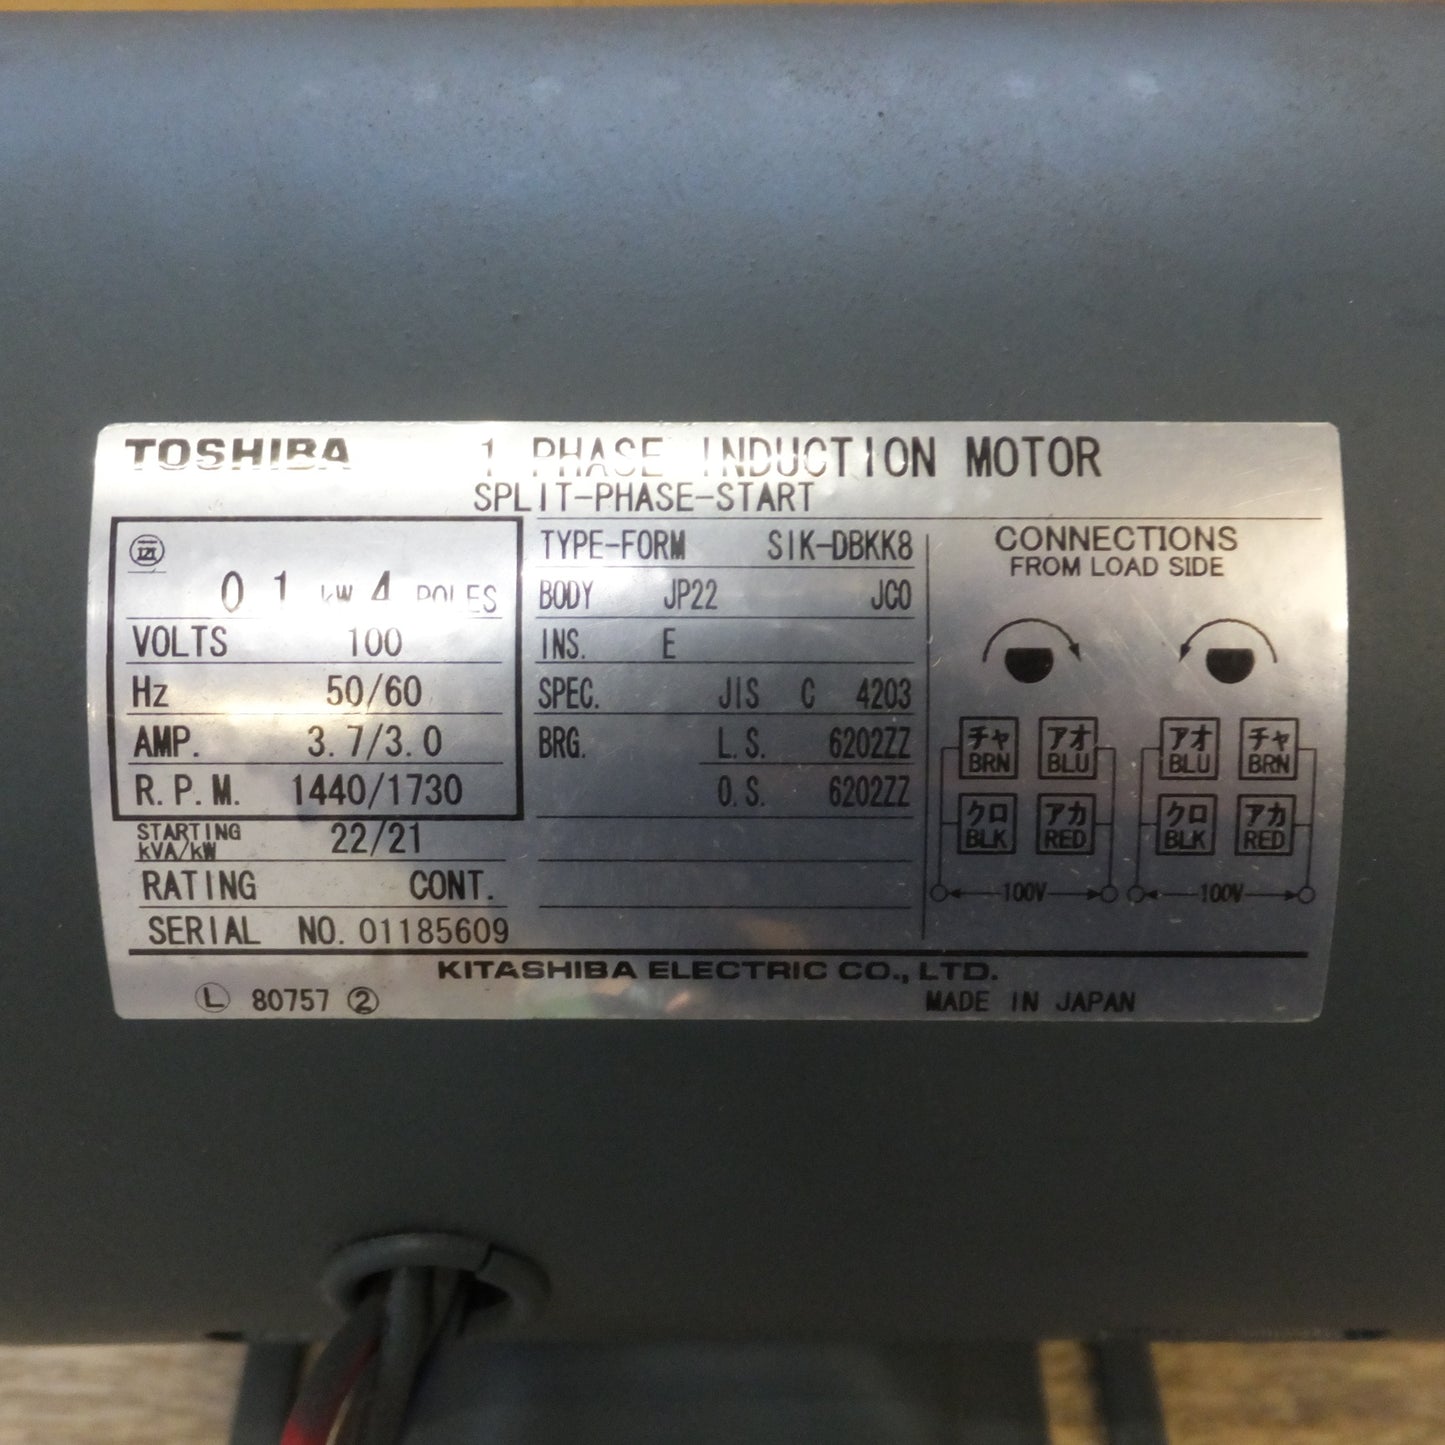 TOSHIBA 1 PHASE INDUCTION MOTOR
SPLIT-PHASE-START
0.1 kW 4 POLES
VOLTS 100
Hz 50/60
AMP. 3.7/3.0
R.P.M. 1440/1730
STARTING kVA/kW 22/21
RATING CONT.
SERIAL NO. 01185609
TYPE-FORM SIK-DBKK8
BODY JP22 JC0
INS. E
SPEC. JIS C 4203
BRG. L.S. 6202ZZ
O.S. 6202ZZ
CONNECTIONS
FROM LOAD SIDE
チャ アオ アオ チャ
BRN BLU BLU BRN
クロ アカ クロ アカ
BLK RED BLK RED
100V 100V
KITASHIBA ELECTRIC CO., LTD.
Ⓛ 80757 ②
MADE IN JAPAN